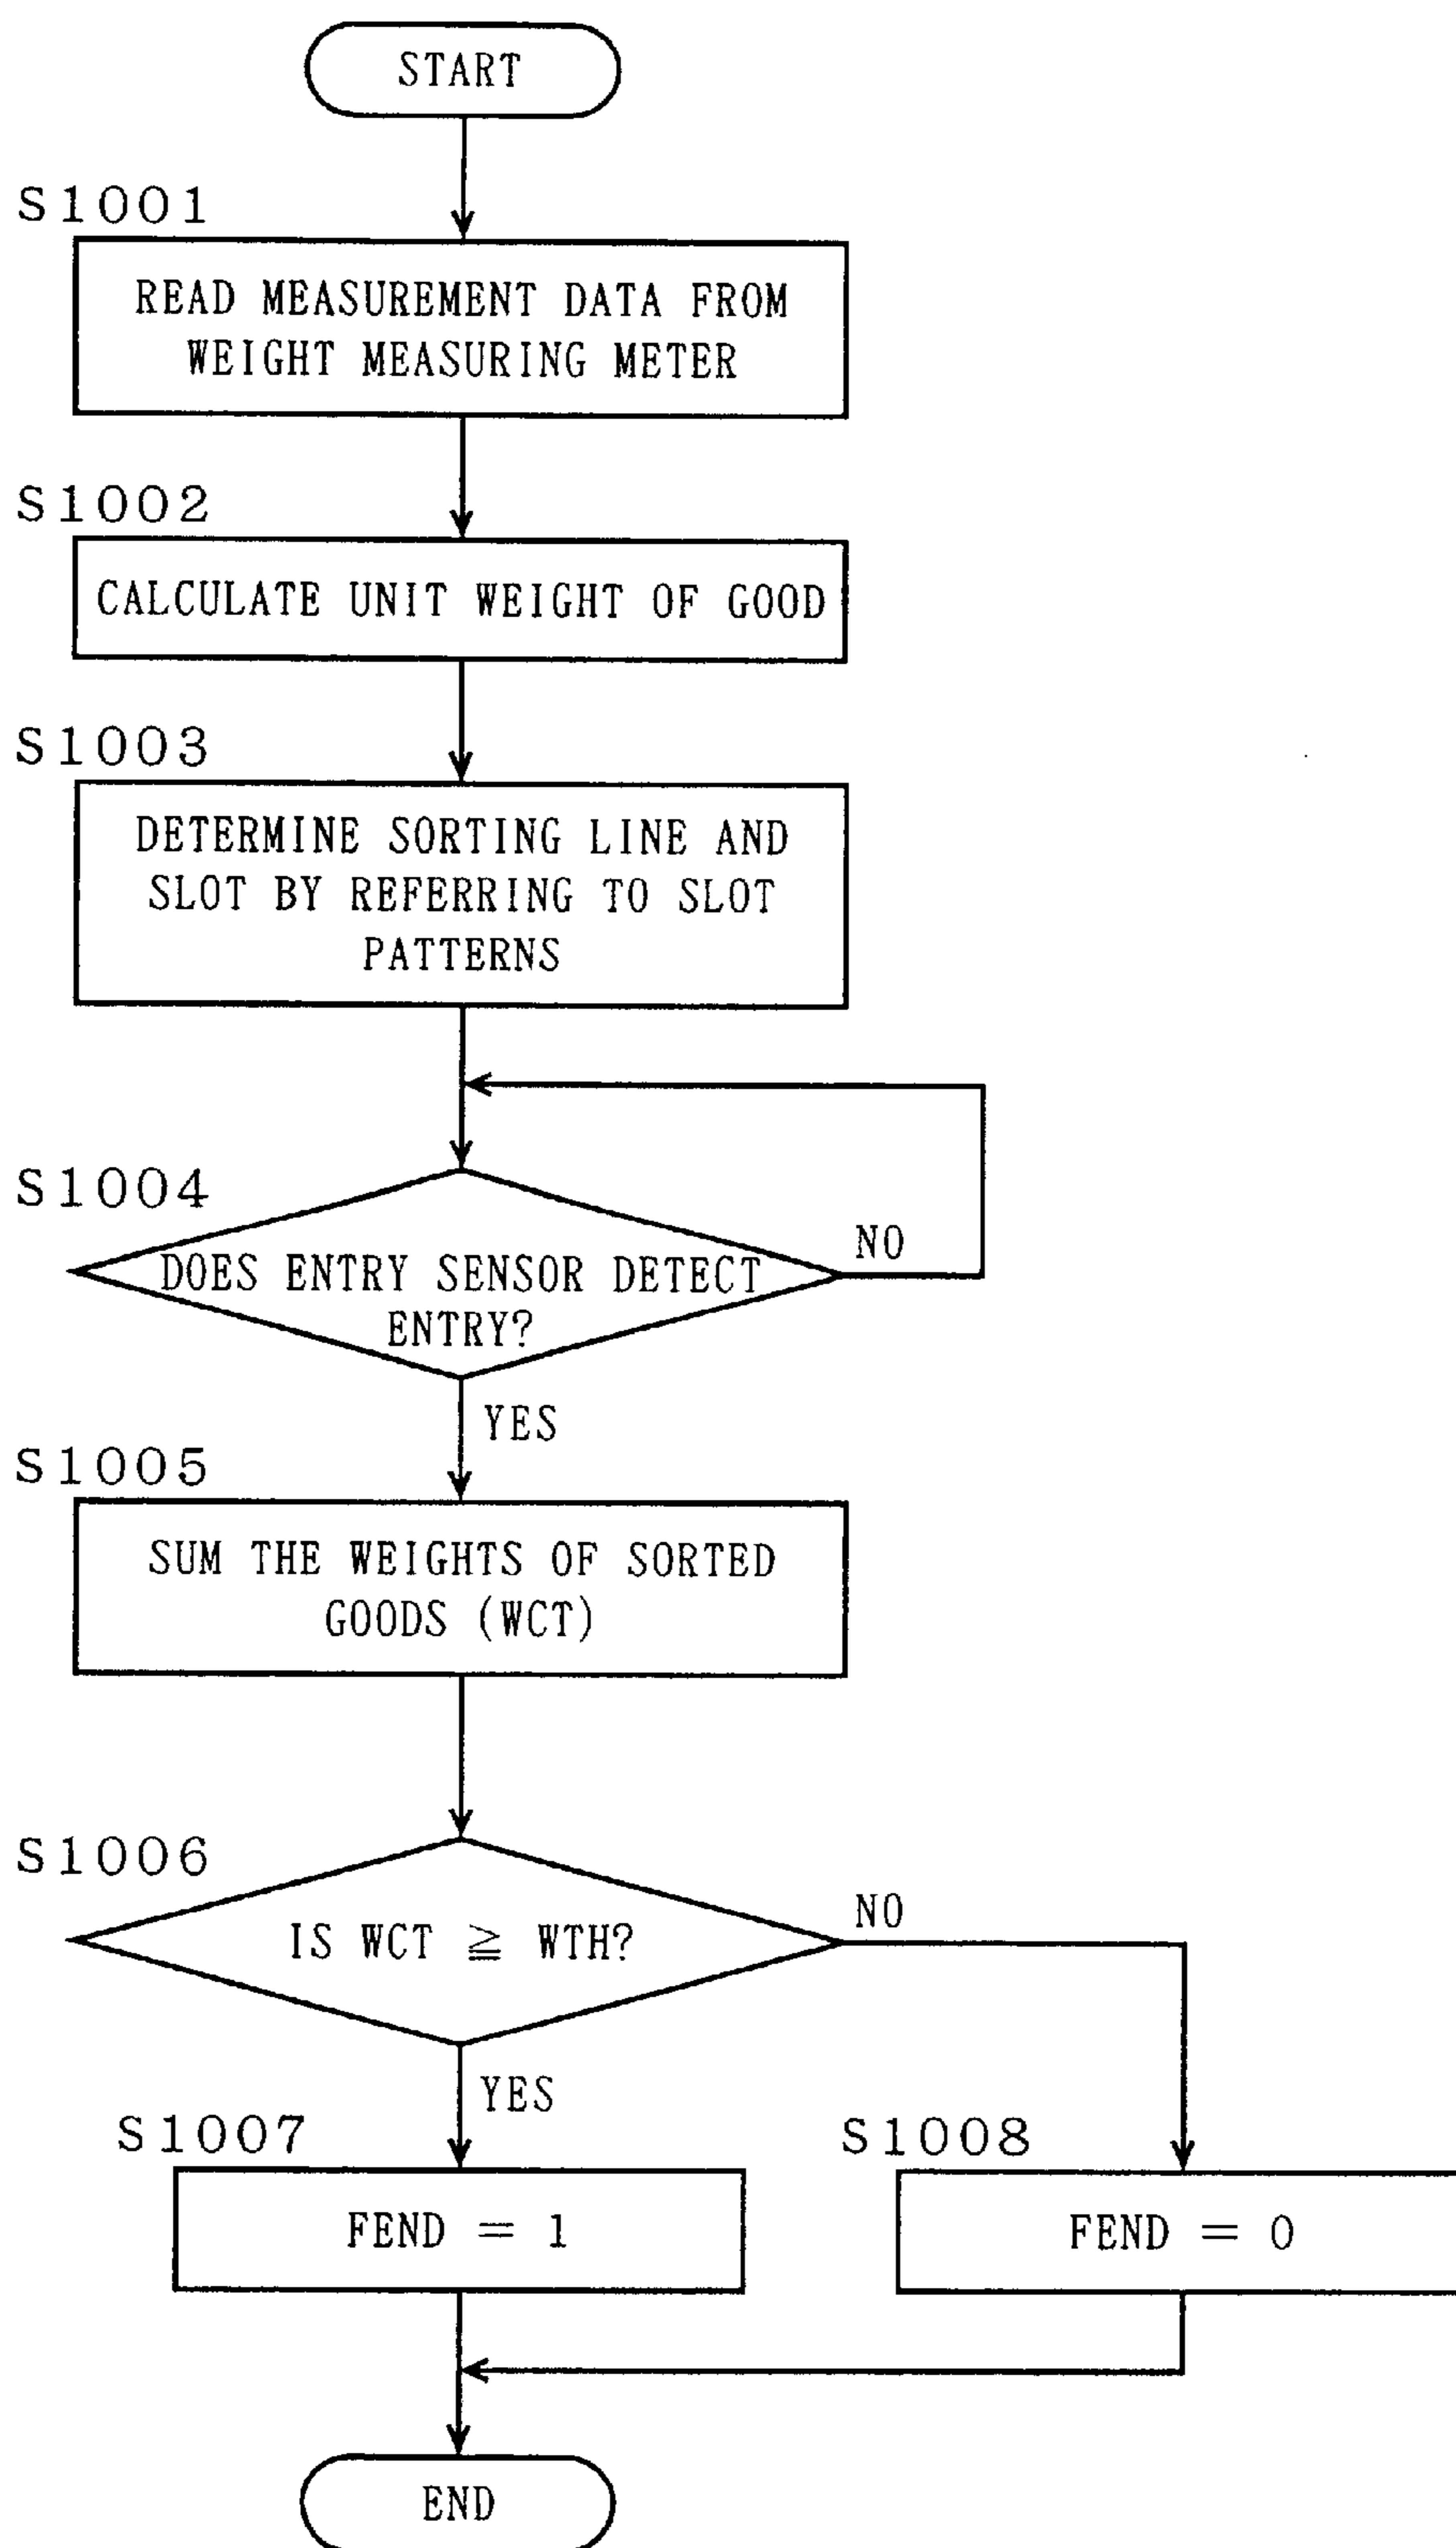 START
S1001
READ MEASUREMENT DATA FROM
WEIGHT MEASURING METER
S1002
CALCULATE UNIT WEIGHT OF GOOD
S1003
DETERMINE SORTING LINE AND
SLOT BY REFERRING TO SLOT
PATTERNS
S1004
DOES ENTRY SENSOR DETECT
ENTRY?
NO
YES
S1005
SUM THE WEIGHTS OF SORTED
GOODS (WCT)
S1006
IS WCT ≧ WTH?
NO
YES
S1007
FEND = 1
S1008
FEND = 0
END